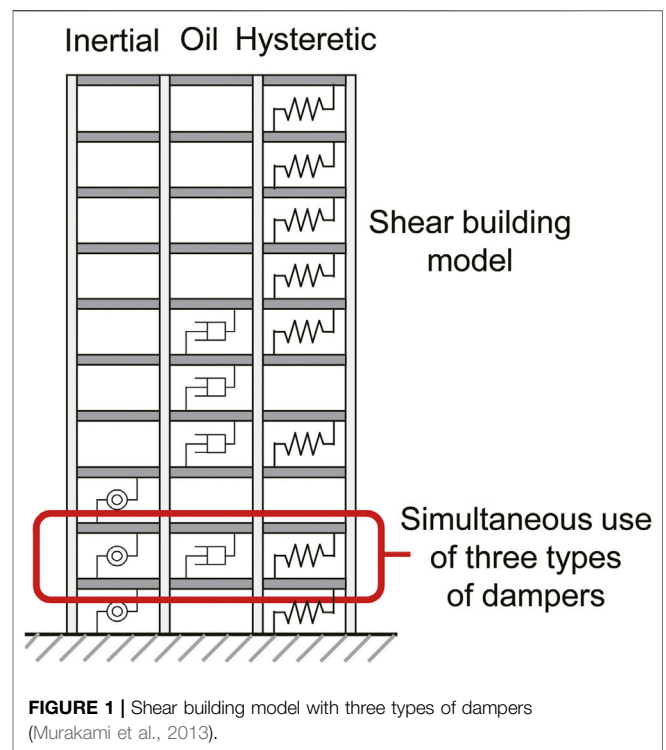 Inertial Oil Hysteretic
Shear building
model
Simultaneous use
of three types
of dampers
FIGURE 1 | Shear building model with three types of dampers
(Murakami et al., 2013).